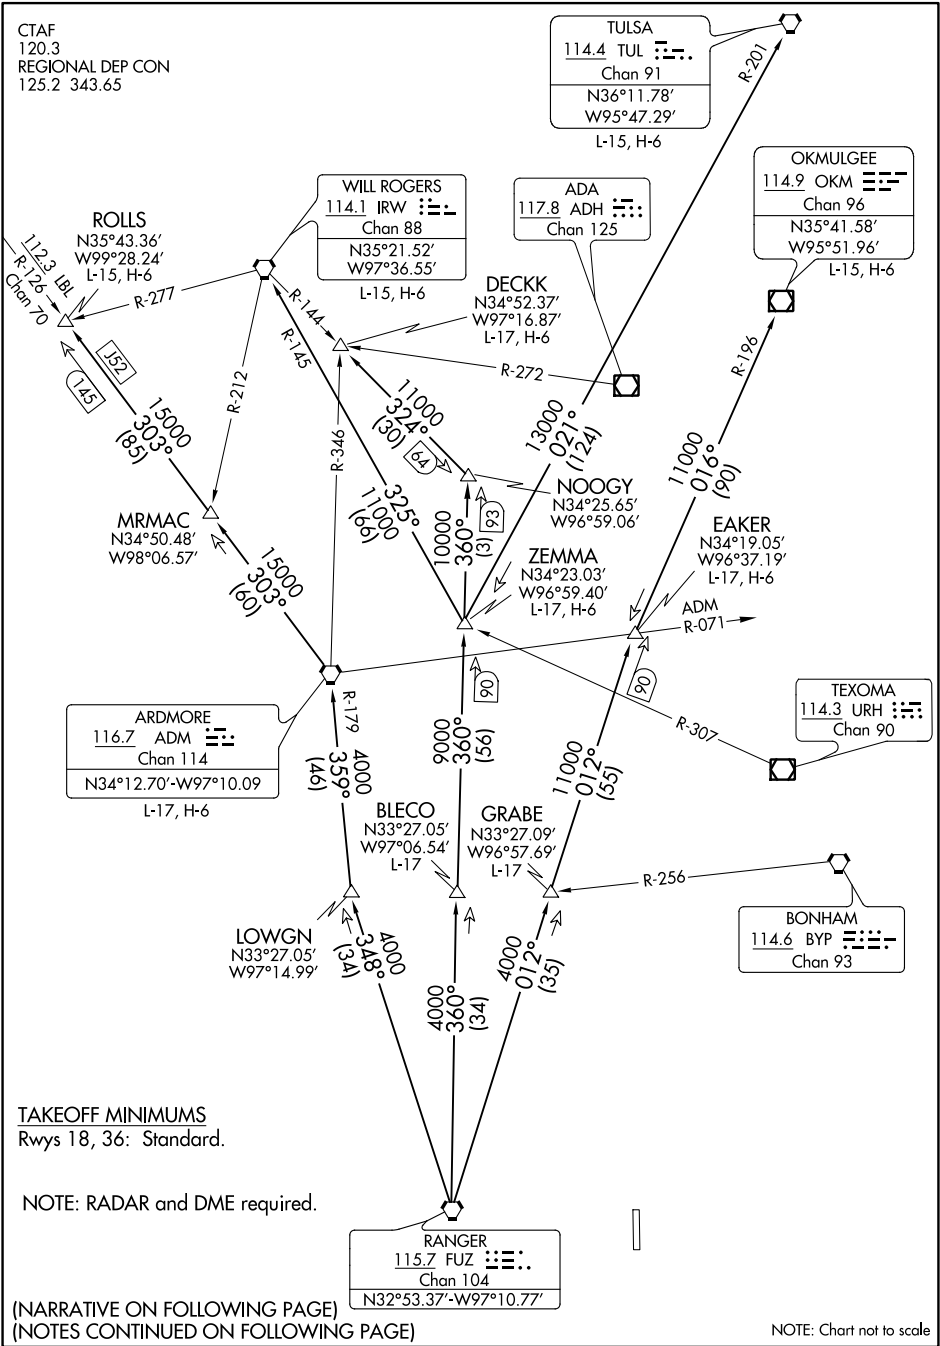 CTAF
120.3
REGIONAL DEP CON
125.2 343.65
TULSA
114.4 TUL
Chan 91
N36°11.78′
W95°47.29′
L-15, H-6
R-201
OKMULGEE
114.9 OKM
Chan 96
N35°41.58′
W95°51.96′
L-15, H-6
WILL ROGERS
114.1 IRW
Chan 88
N35°21.52′
W97°36.55′
L-15, H-6
ADA
117.8 ADH
Chan 125
ROLLS
N35°43.36′
W99°28.24′
L-15, H-6
112.3 LBL
R-126
Chan 70
R-277
R-144
R-145
R-212
DECKK
N34°52.37′
W97°16.87′
L-17, H-6
R-272
R-196
J52
145
15000
303°
(85)
R-346
11000
324°
(30)
64
325°
11000
(66)
10000
360°
(3)
93
13000
021°
(124)
11000
016°
(90)
NOOGY
N34°25.65′
W96°59.06′
MRMAC
N34°50.48′
W98°06.57′
ZEMMA
N34°23.03′
W96°59.40′
L-17, H-6
EAKER
N34°19.05′
W96°37.19′
L-17, H-6
15000
303°
(60)
ADM
R-071
90
90
ARDMORE
116.7 ADM
Chan 114
N34°12.70′-W97°10.09
L-17, H-6
R-179
4000
359°
(46)
9000
360°
(56)
11000
012°
(55)
R-307
TEXOMA
114.3 URH
Chan 90
BLECO
N33°27.05′
W97°06.54′
L-17
GRABE
N33°27.09′
W96°57.69′
L-17
R-256
BONHAM
114.6 BYP
Chan 93
LOWGN
N33°27.05′
W97°14.99′
4000
348°
(34)
4000
360°
(34)
4000
012°
(35)
TAKEOFF MINIMUMS
Rwys 18, 36: Standard.
NOTE: RADAR and DME required.
RANGER
115.7 FUZ
Chan 104
N32°53.37′-W97°10.77′
(NARRATIVE ON FOLLOWING PAGE)
(NOTES CONTINUED ON FOLLOWING PAGE)
NOTE: Chart not to scale